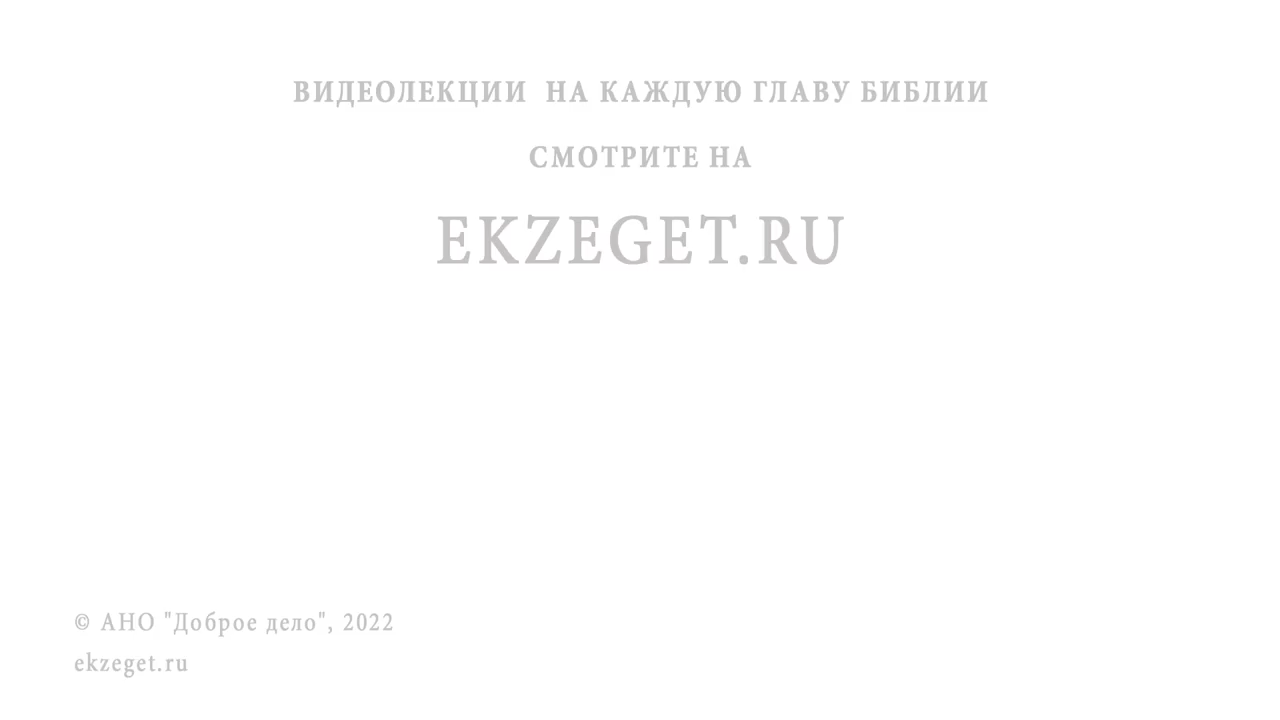 ВИДЕОЛЕКЦИИ НА КАЖДУЮ ГЛАВУ БИБЛИИ
СМОТРИТЕ НА
EKZEGET.RU
© АНО "Доброе дело", 2022
ekzeget.ru